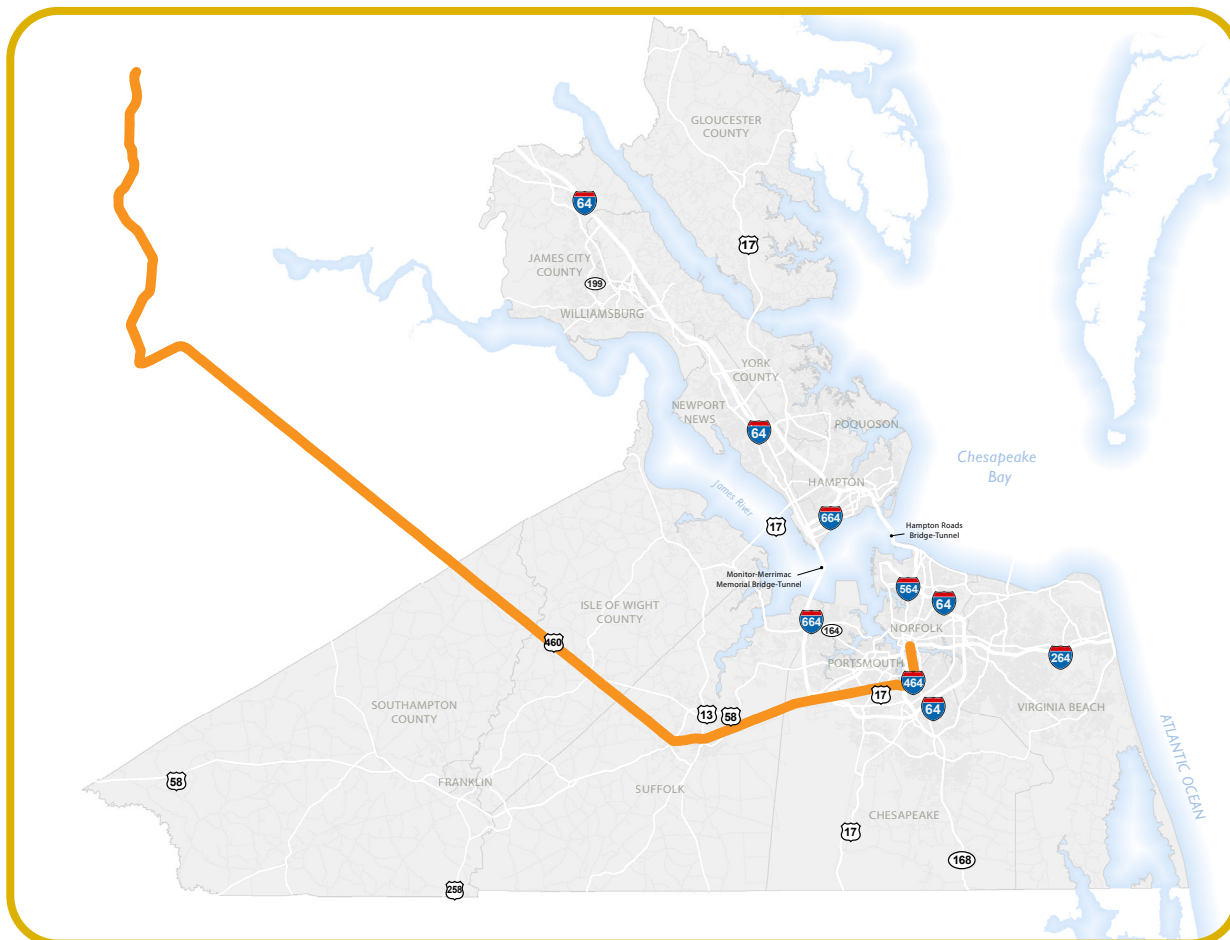 GLOUCESTER
COUNTY
64
17
JAMES CITY
COUNTY
199
WILLIAMSBURG
YORK
COUNTY
NEWPORT
NEWS
64
POQUOSON
Chesapeake
Bay
HAMPTON
James River
664
17
Hampton Roads
Bridge-Tunnel
Monitor-Merrimac
Memorial Bridge-Tunnel
564
64
ISLE OF WIGHT
COUNTY
664
164
NORFOLK
460
264
PORTSMOUTH
464
17
64
SOUTHAMPTON
COUNTY
13
58
VIRGINIA BEACH
ATLANTIC OCEAN
58
FRANKLIN
SUFFOLK
CHESAPEAKE
17
168
258